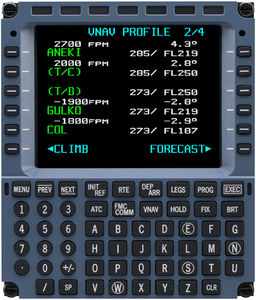 VNAV PROFILE 2/4
2700 FPM 4.3°
ANEKI 285/ FL219
2000 FPM 2.8°
(T/C) 285/ FL250
(T/D) 273/ FL250
-1900FPM -2.9°
GULKO 273/ FL219
-1800FPM -2.9°
COL 273/ FL187
◄CLIMB FORECAST►
MENU PREV NEXT INIT REF RTE DEP ARR LEGS PROG EXEC
1 2 3 ATC FMC COMM VNAV HOLD FIX BRT
4 5 6 A B C D E F G
7 8 9 H I J K L M N
. 0 +/- O P Q R S T U
/ SP V W X Y Z CLR